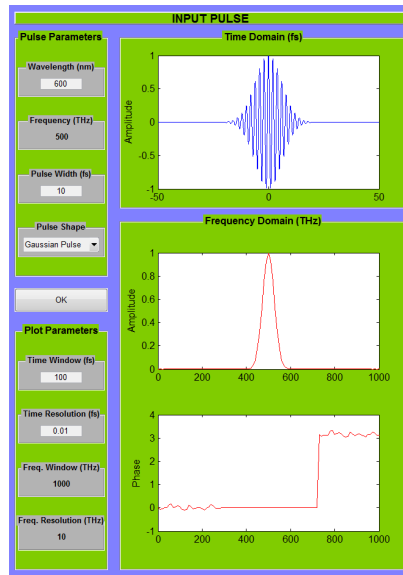 INPUT PULSE
Pulse Parameters
Wavelength (nm)
600
Frequency (THz)
500
Pulse Width (fs)
10
Pulse Shape
Gaussian Pulse
OK
Plot Parameters
Time Window (fs)
100
Time Resolution (fs)
0.01
Freq. Window (THz)
1000
Freq. Resolution (THz)
10
Time Domain (fs)
Amplitude
1
0.5
0
-0.5
-1
-50
0
50
Frequency Domain (THz)
Amplitude
1
0.8
0.6
0.4
0.2
0
0
200
400
600
800
1000
Phase
4
3
2
1
0
-1
0
200
400
600
800
1000